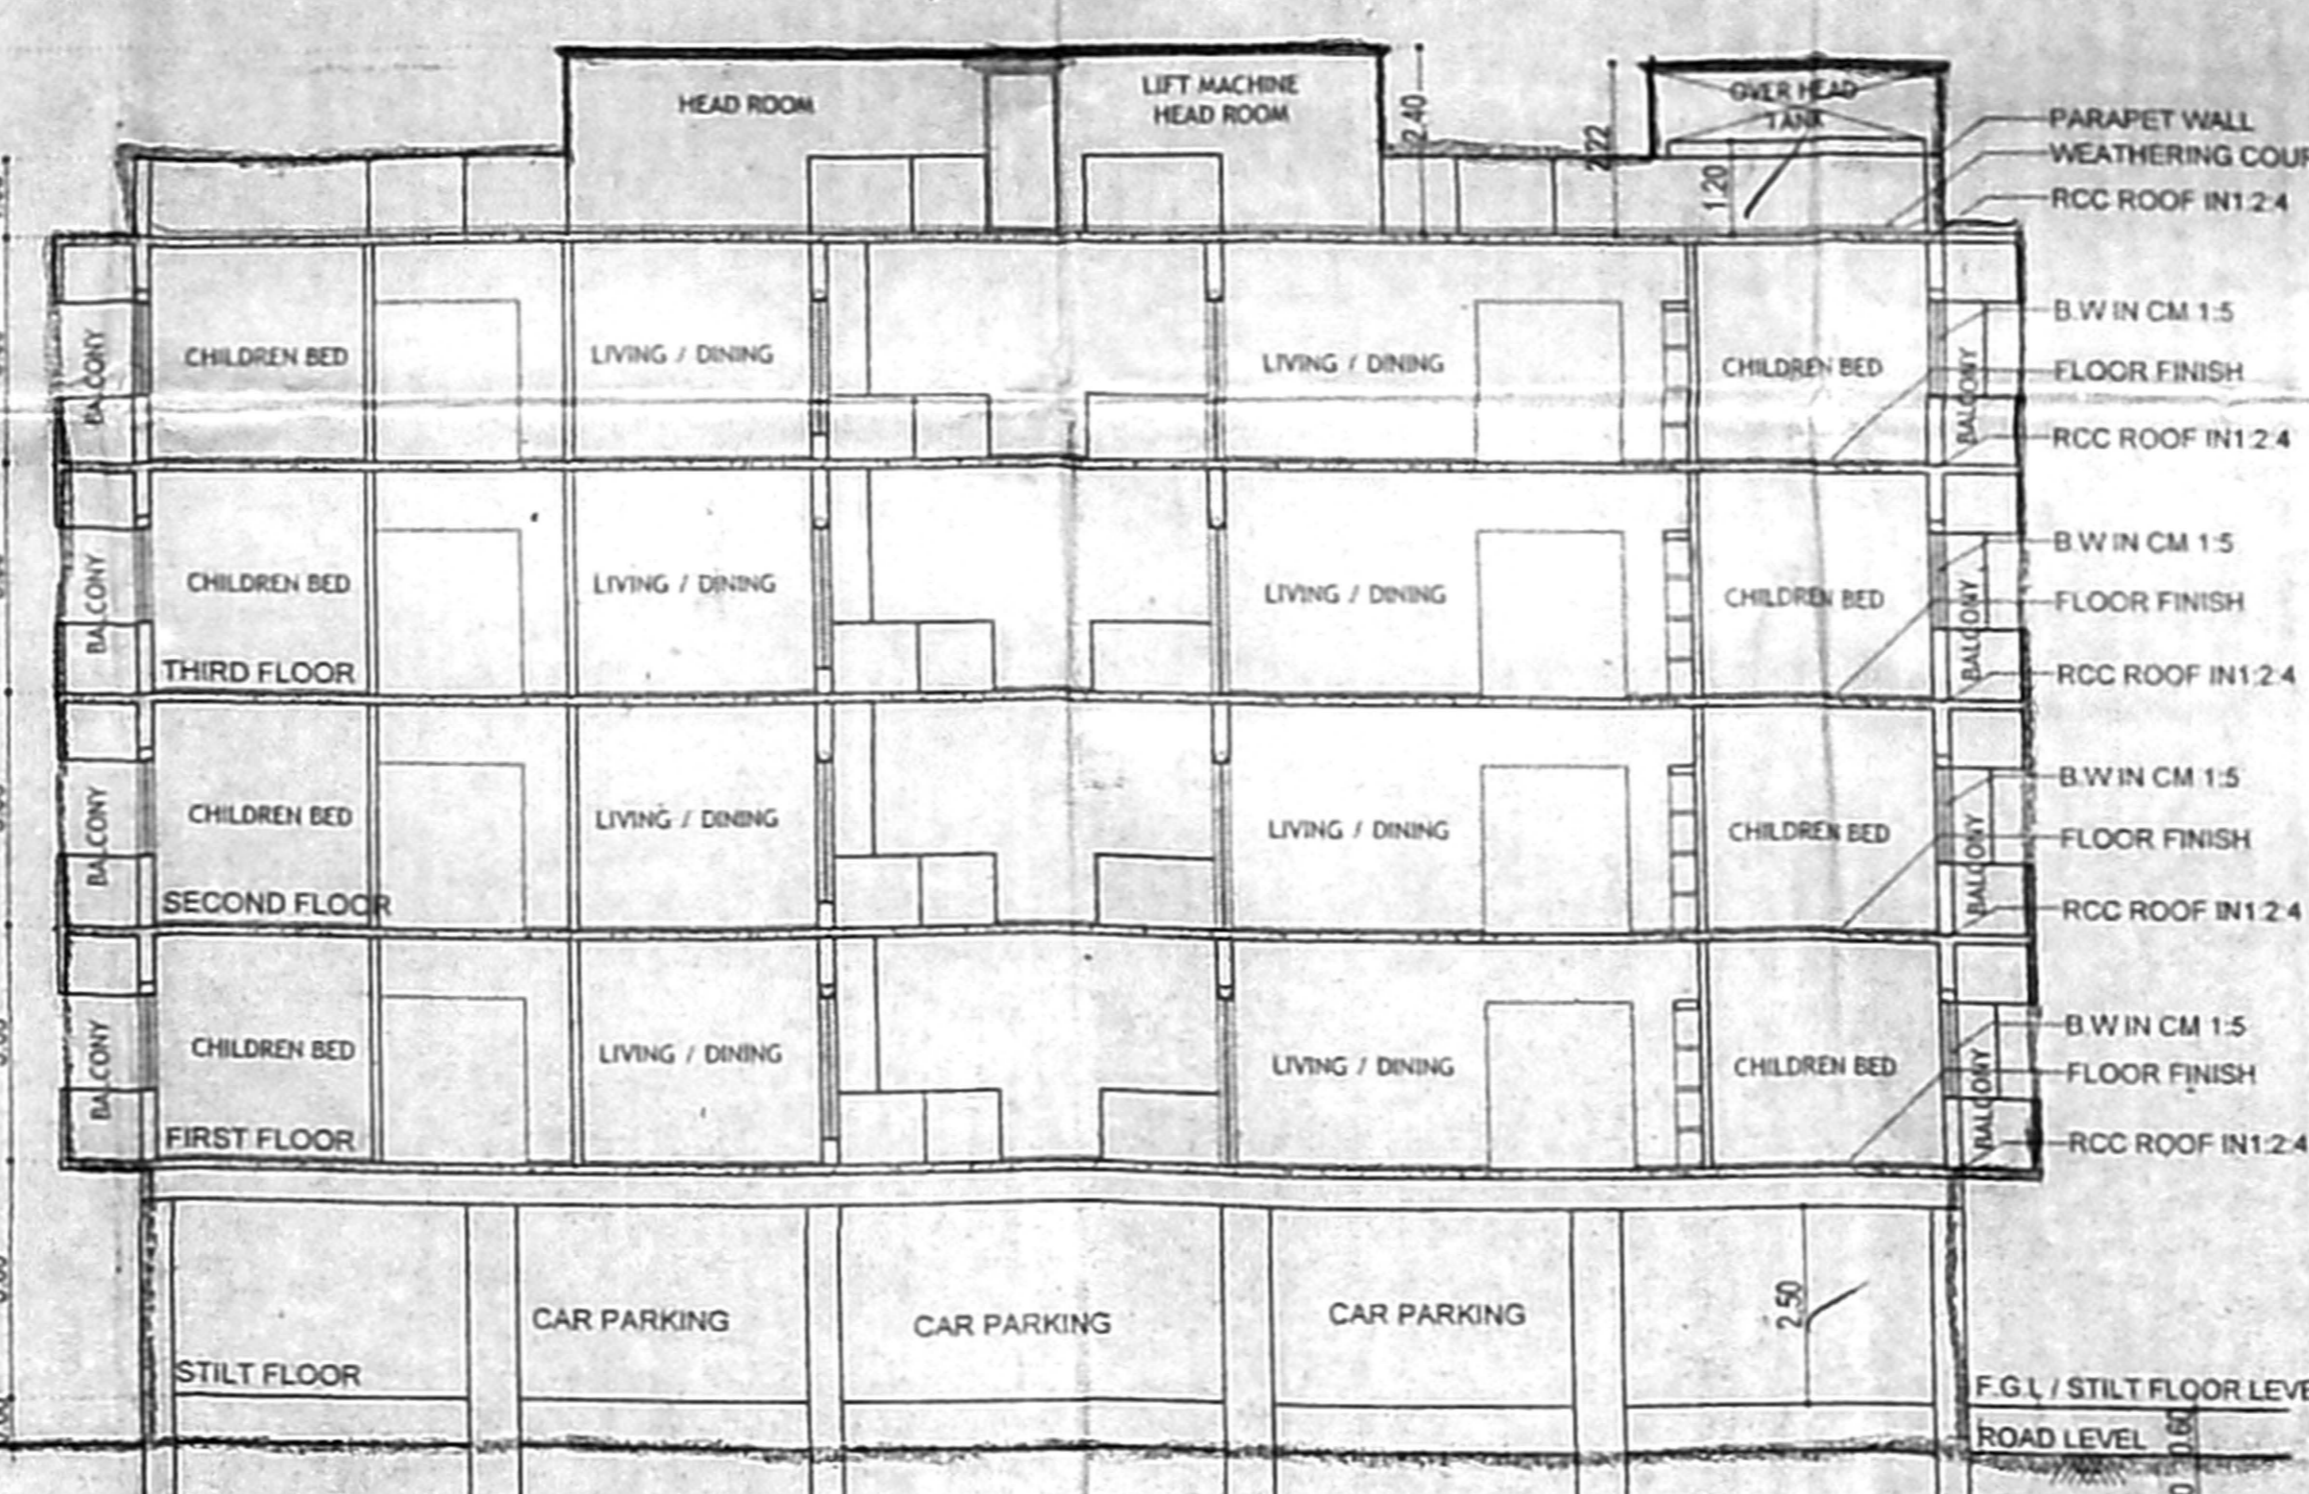 HEAD ROOM
LIFT MACHINE
HEAD ROOM
2.40
2.22
OVER HEAD
TANK
1.20
PARAPET WALL
WEATHERING COUR
RCC ROOF IN1:2:4
BALCONY
CHILDREN BED
LIVING / DINING
LIVING / DINING
CHILDREN BED
BALCONY
B.W IN CM 1:5
FLOOR FINISH
RCC ROOF IN1:2:4
BALCONY
CHILDREN BED
LIVING / DINING
LIVING / DINING
CHILDREN BED
BALCONY
THIRD FLOOR
B.W IN CM 1:5
FLOOR FINISH
RCC ROOF IN1:2:4
BALCONY
CHILDREN BED
LIVING / DINING
LIVING / DINING
CHILDREN BED
BALCONY
SECOND FLOOR
B.W IN CM 1:5
FLOOR FINISH
RCC ROOF IN1:2:4
BALCONY
CHILDREN BED
LIVING / DINING
LIVING / DINING
CHILDREN BED
BALCONY
FIRST FLOOR
B.W IN CM 1:5
FLOOR FINISH
RCC ROOF IN1:2:4
CAR PARKING
CAR PARKING
CAR PARKING
2.50
STILT FLOOR
F.G.L / STILT FLOOR LEVE
ROAD LEVEL
0.60